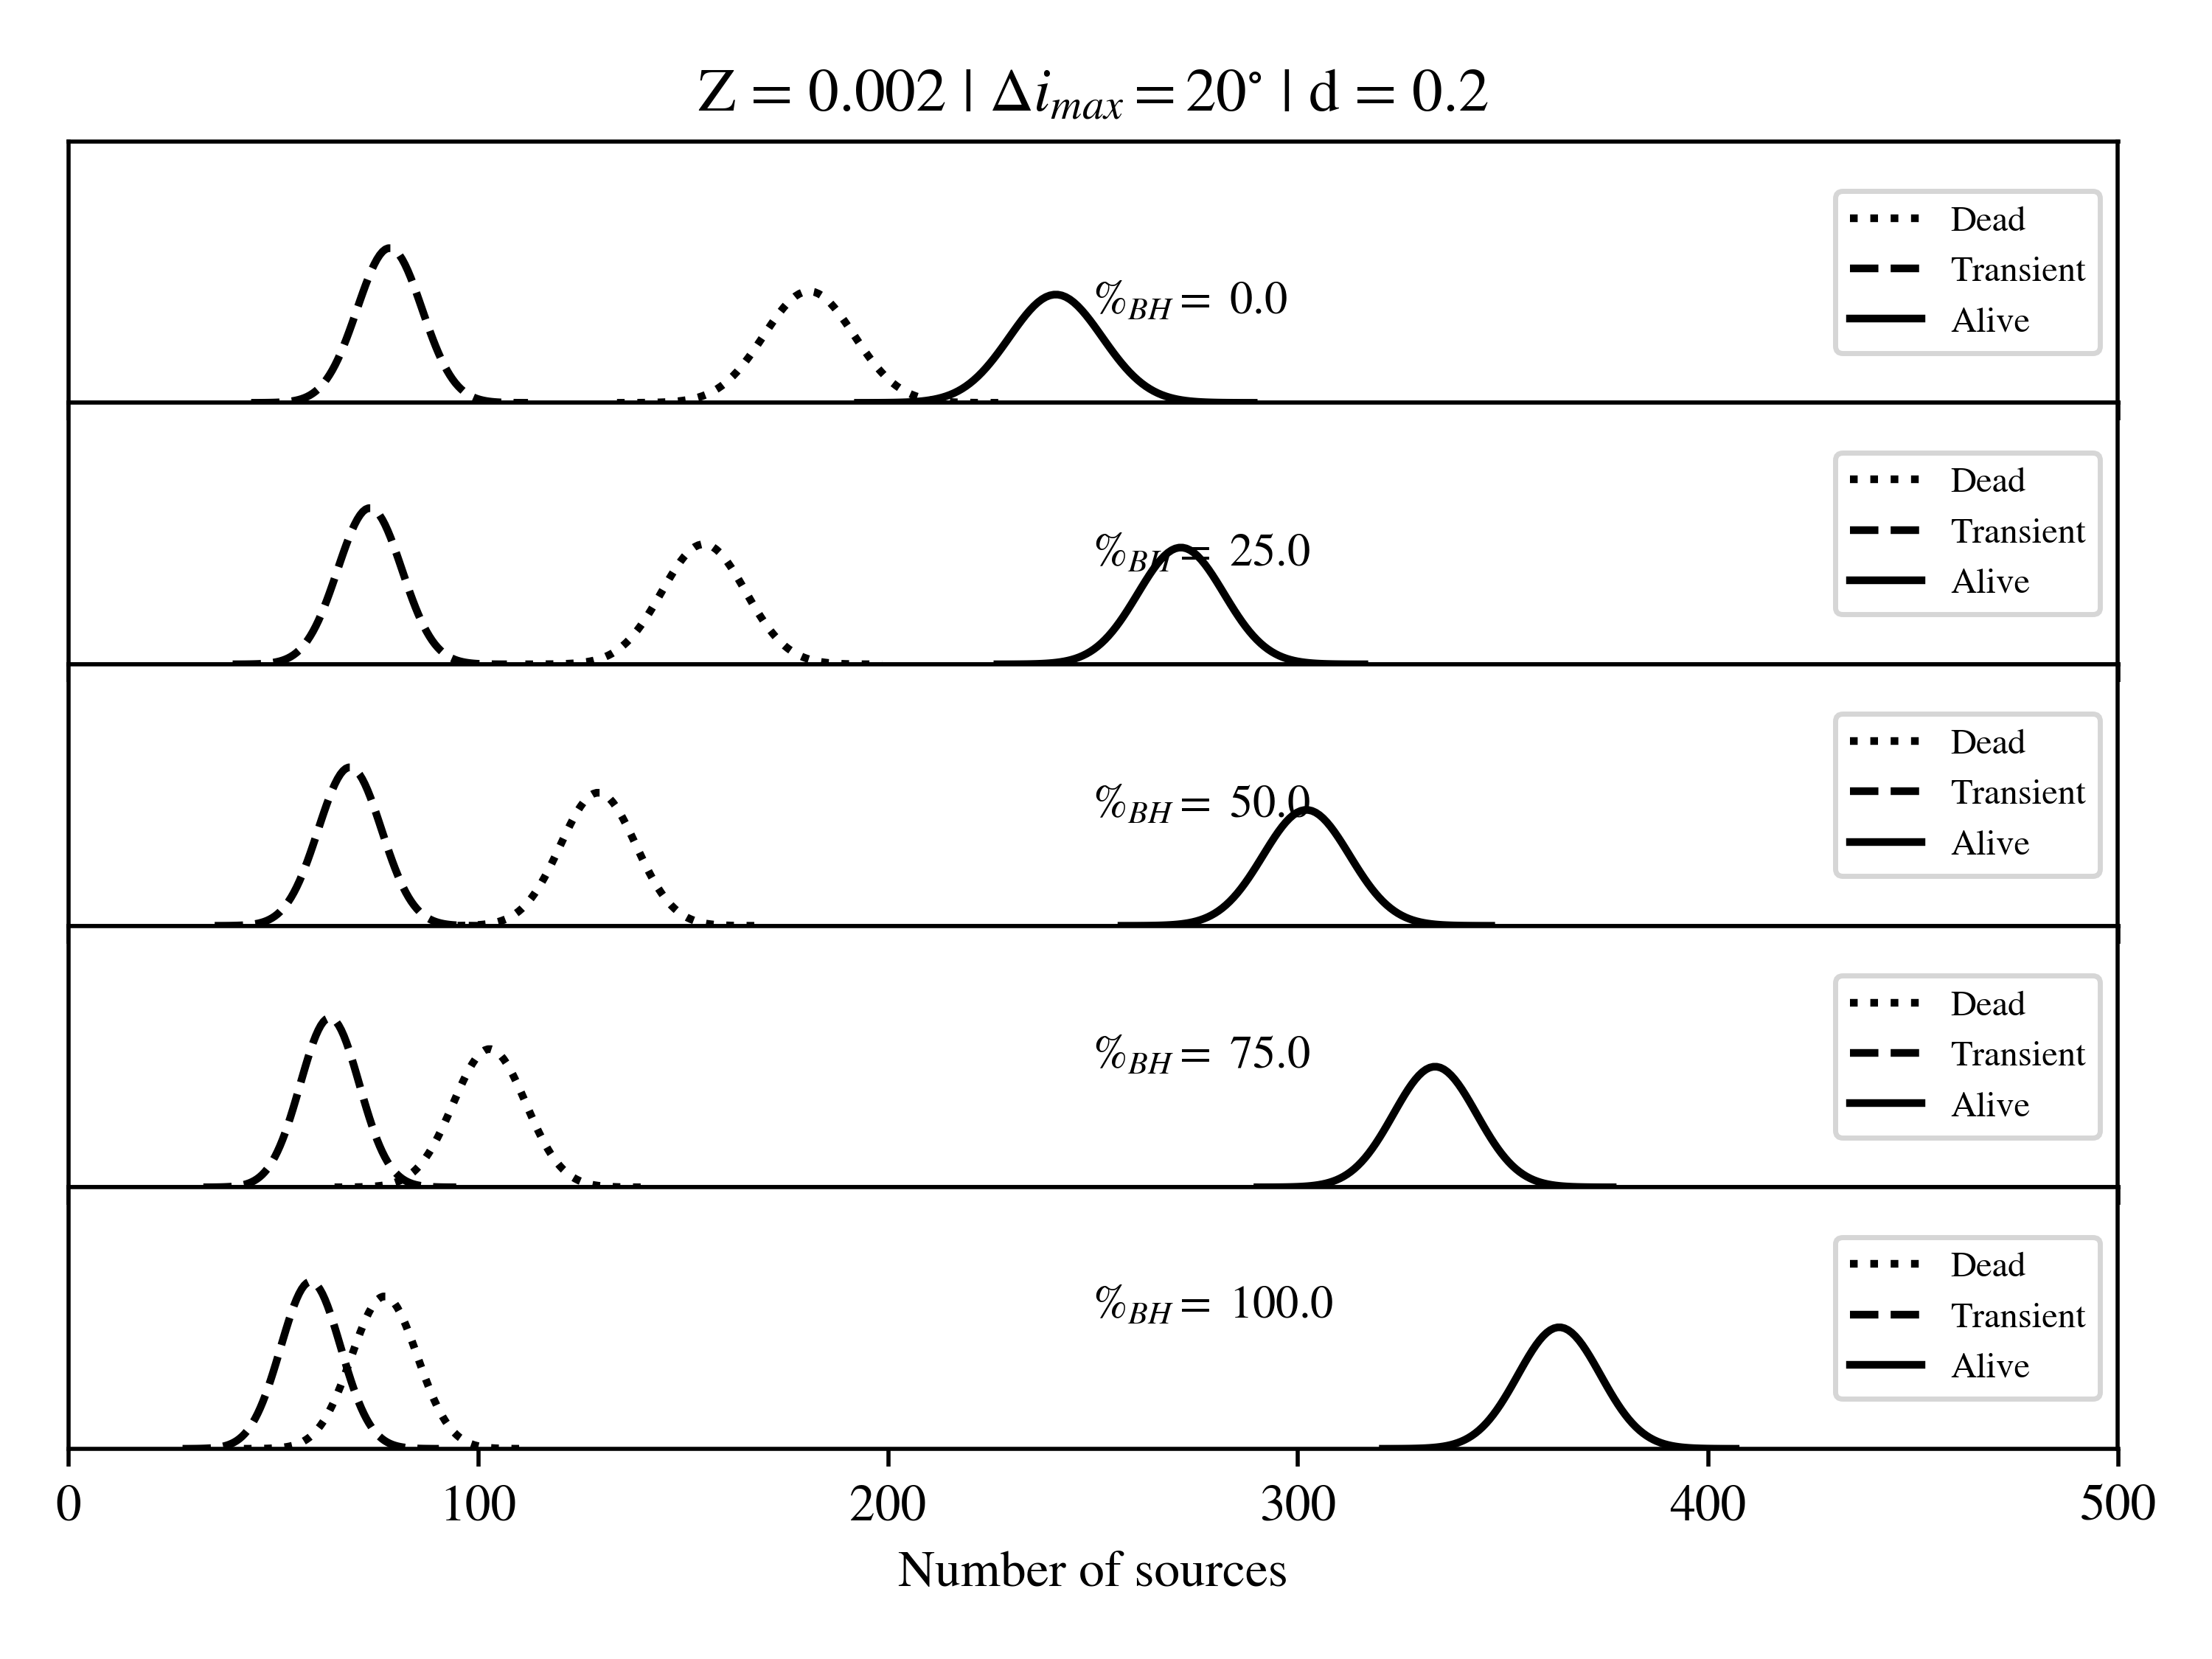 Z = 0.002 | Δi_max = 20° | d = 0.2
%_BH = 0.0
Dead
Transient
Alive
%_BH = 25.0
Dead
Transient
Alive
%_BH = 50.0
Dead
Transient
Alive
%_BH = 75.0
Dead
Transient
Alive
%_BH = 100.0
Dead
Transient
Alive
0 100 200 300 400 500
Number of sources